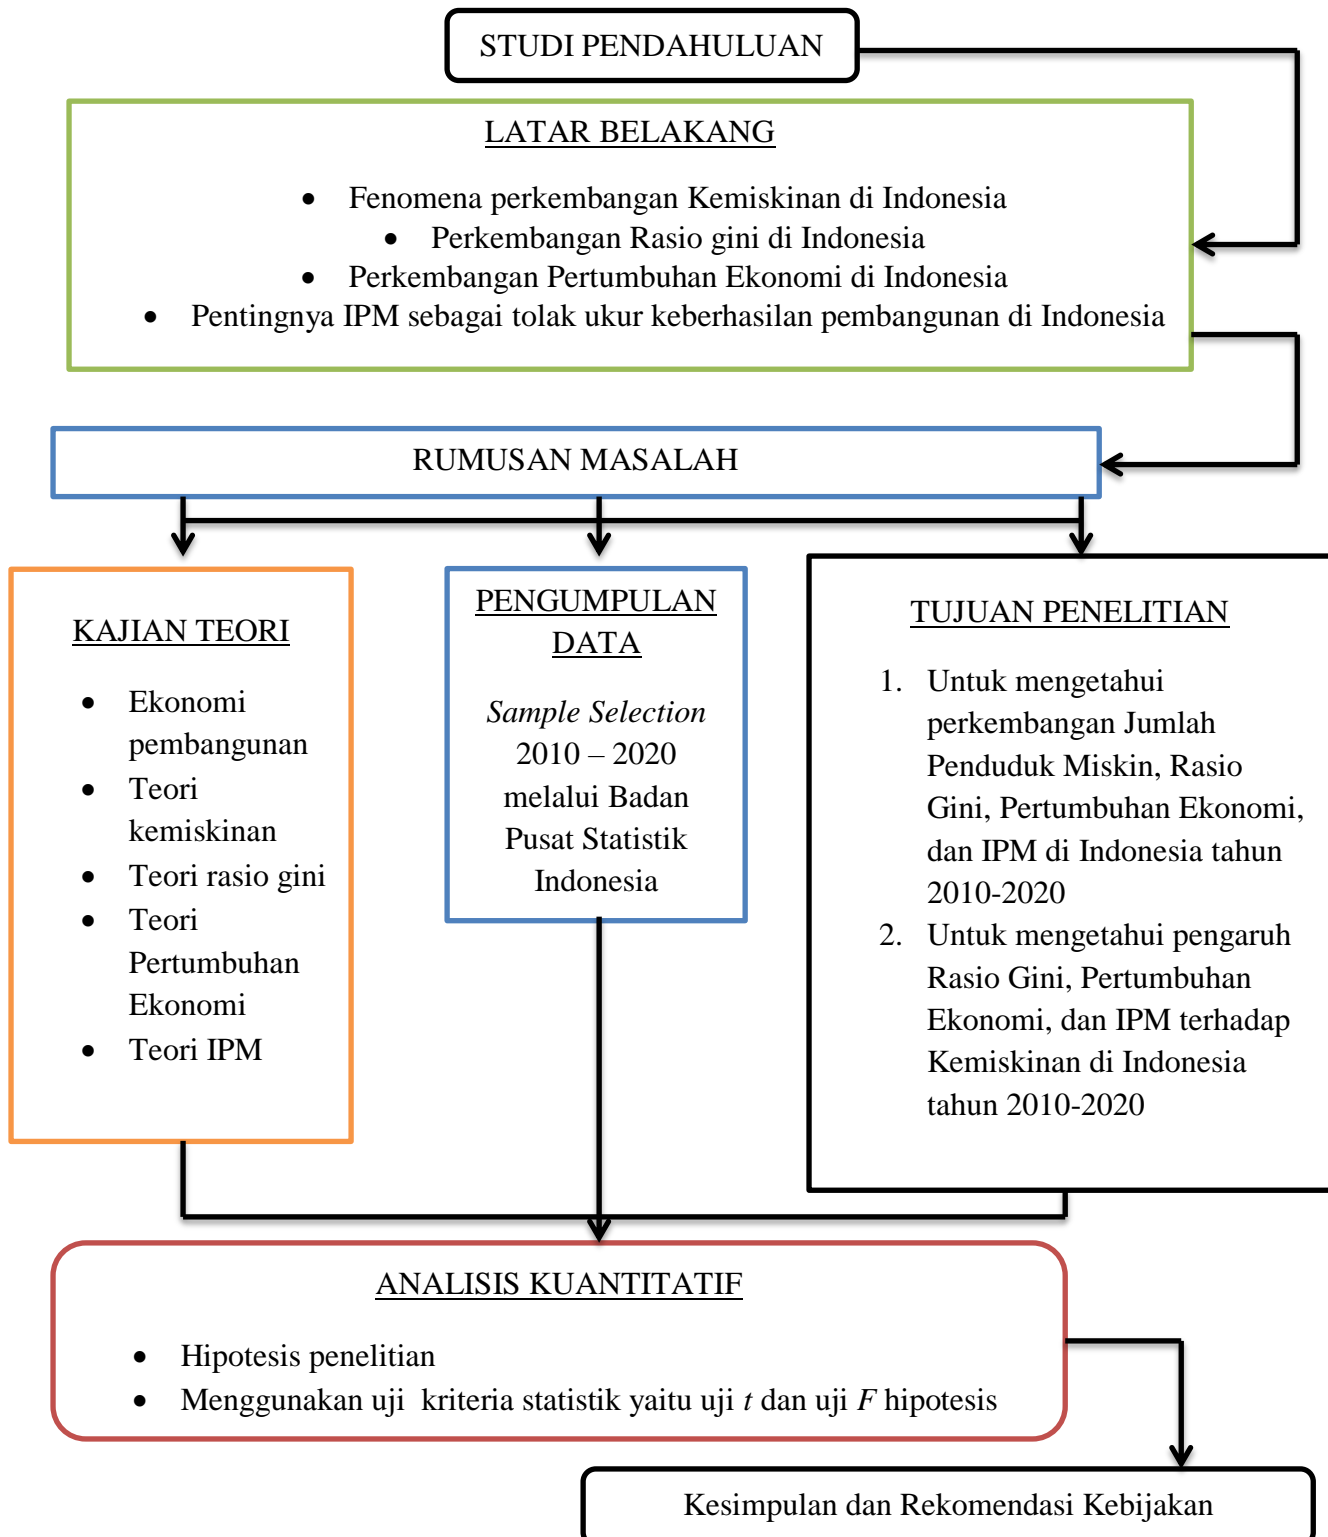 STUDI PENDAHULUAN
LATAR BELAKANG
• Fenomena perkembangan Kemiskinan di Indonesia
• Perkembangan Rasio gini di Indonesia
• Perkembangan Pertumbuhan Ekonomi di Indonesia
• Pentingnya IPM sebagai tolak ukur keberhasilan pembangunan di Indonesia
RUMUSAN MASALAH
KAJIAN TEORI
• Ekonomi
pembangunan
• Teori
kemiskinan
• Teori rasio gini
• Teori
Pertumbuhan
Ekonomi
• Teori IPM
PENGUMPULAN
DATA
Sample Selection
2010 – 2020
melalui Badan
Pusat Statistik
Indonesia
TUJUAN PENELITIAN
1. Untuk mengetahui
perkembangan Jumlah
Penduduk Miskin, Rasio
Gini, Pertumbuhan Ekonomi,
dan IPM di Indonesia tahun
2010-2020
2. Untuk mengetahui pengaruh
Rasio Gini, Pertumbuhan
Ekonomi, dan IPM terhadap
Kemiskinan di Indonesia
tahun 2010-2020
ANALISIS KUANTITATIF
• Hipotesis penelitian
• Menggunakan uji  kriteria statistik yaitu uji t dan uji F hipotesis
Kesimpulan dan Rekomendasi Kebijakan